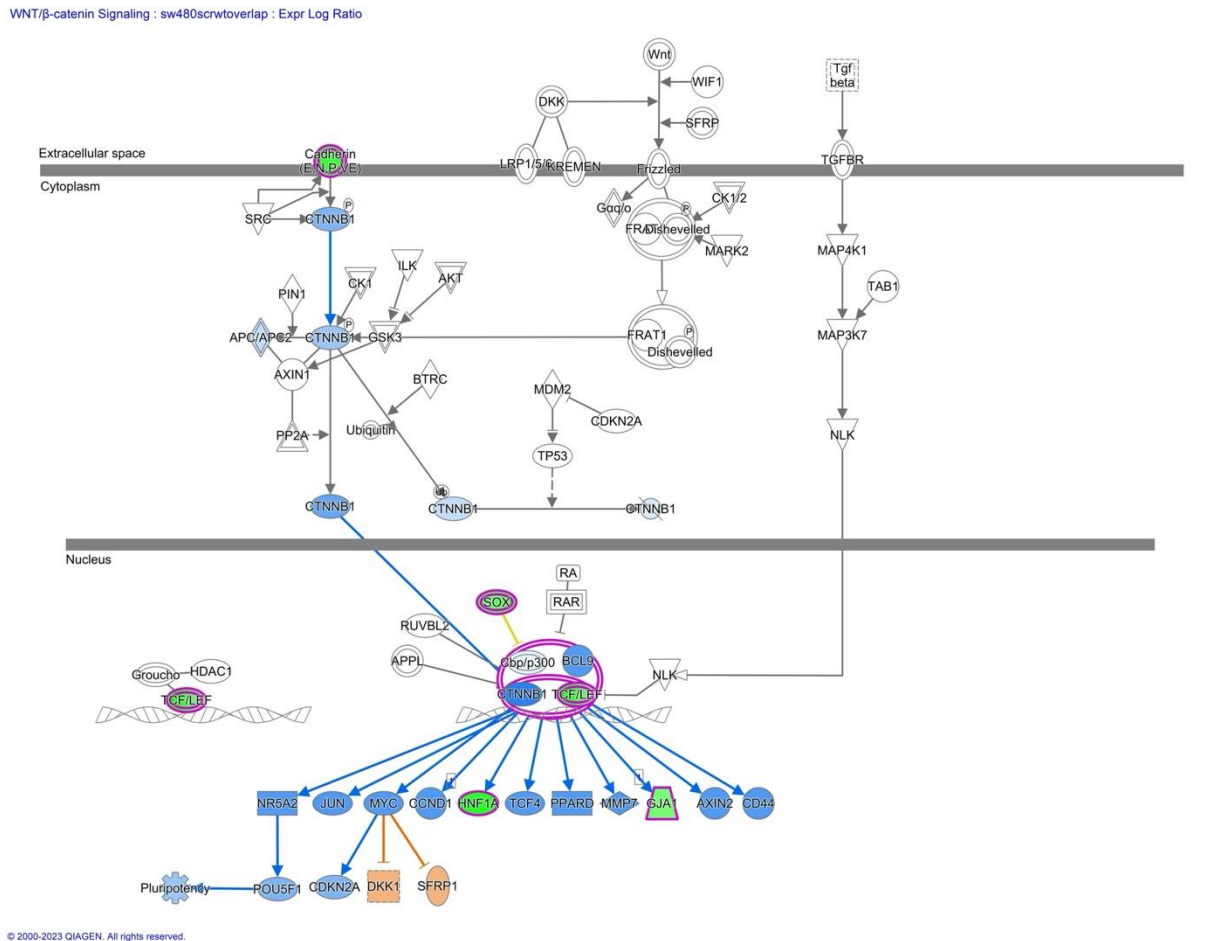 WNT/β-catenin Signaling : sw480scrwtoverlap : Expr Log Ratio
Wnt
WIF1
Tgf
beta
DKK
SFRP
Extracellular space
Cadherin
(E,N,P,VE)
LRP1/5/6
KREMEN
Frizzled
TGFBR
Cytoplasm
SRC
CTNNB1
P
Gαq/o
P
CK1/2
FRAT1
Dishevelled
MARK2
MAP4K1
ILK
CK1
AKT
PIN1
TAB1
APC/APC2
CTNNB1
P
GSK3
FRAT1
P
Dishevelled
MAP3K7
AXIN1
BTRC
MDM2
CDKN2A
PP2A
Ubiquitin
TP53
NLK
CTNNB1
Ub
CTNNB1
CTNNB1
Nucleus
RA
SOX
RAR
RUVBL2
Cbp/p300
BCL9
APPL
Groucho
HDAC1
NLK
TCF/LEF
CTNNB1
TCF/LEF
1
1
NR5A2
JUN
MYC
CCND1
HNF1A
TCF4
PPARD
MMP7
GJA1
AXIN2
CD44
Pluripotency
POU5F1
CDKN2A
DKK1
SFRP1
© 2000-2023 QIAGEN. All rights reserved.